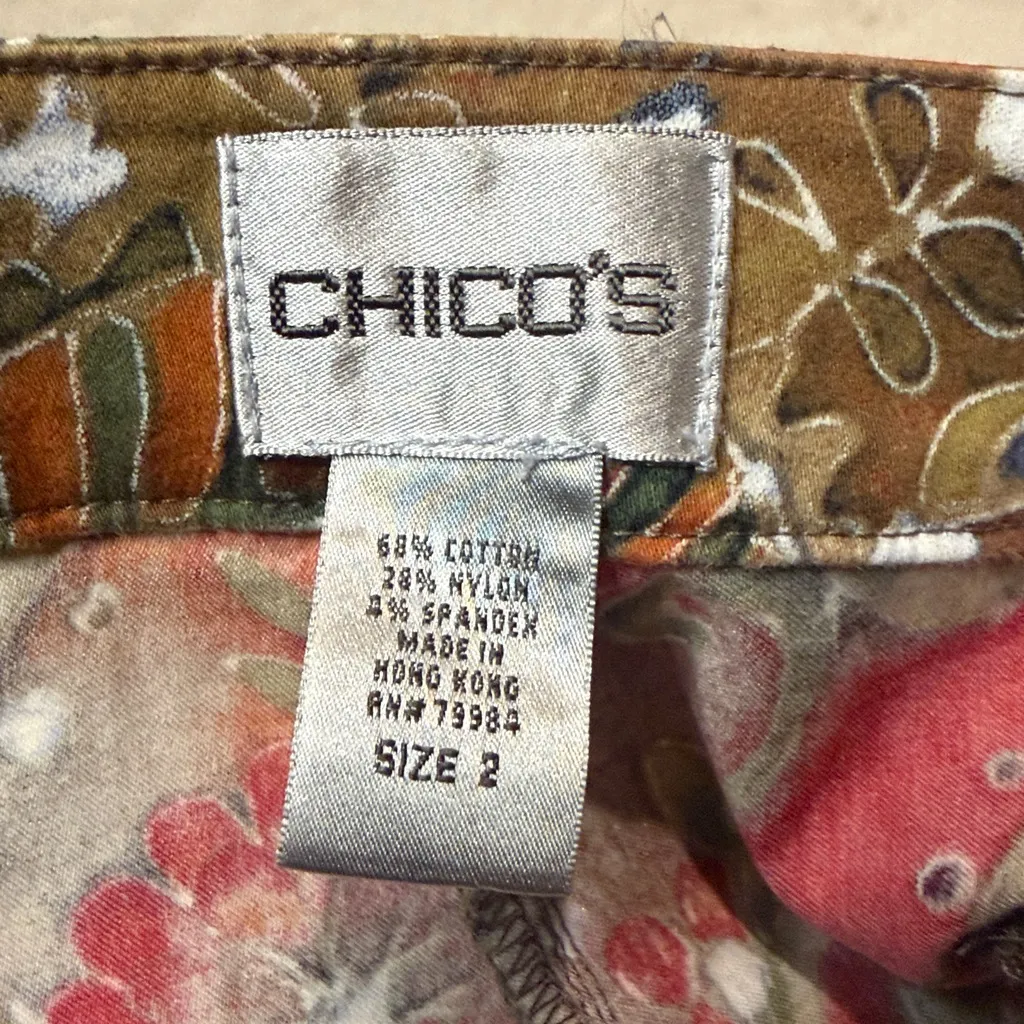 CHICO'S
68% COTTON
28% NYLON
4% SPANDEX
MADE IN
HONG KONG
RN# 79984
SIZE 2